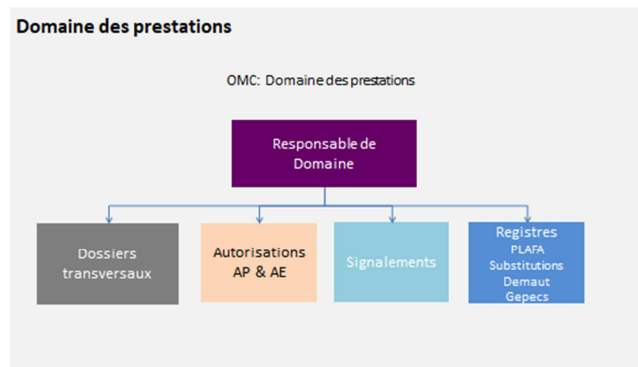 Domaine des prestations
OMC: Domaine des prestations
Responsable de
Domaine
Dossiers
transversaux
Autorisations
AP & AE
Signalements
Registres
PLAFA
Substitutions
Demaut
Gepecs